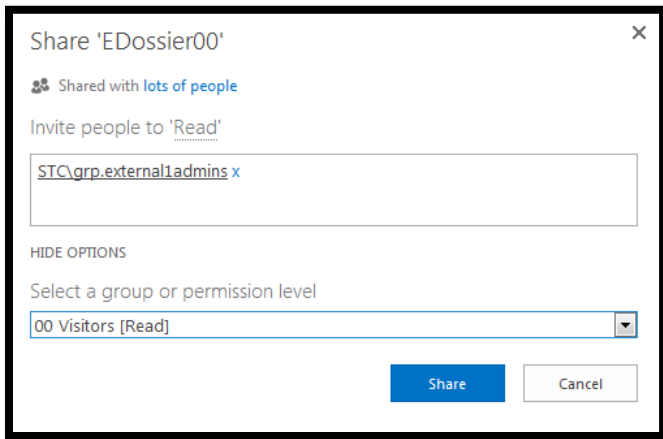 Share 'EDossier00'
Shared with lots of people
Invite people to 'Read'
STC\grp.external1admins x
HIDE OPTIONS
Select a group or permission level
00 Visitors [Read]
Share Cancel